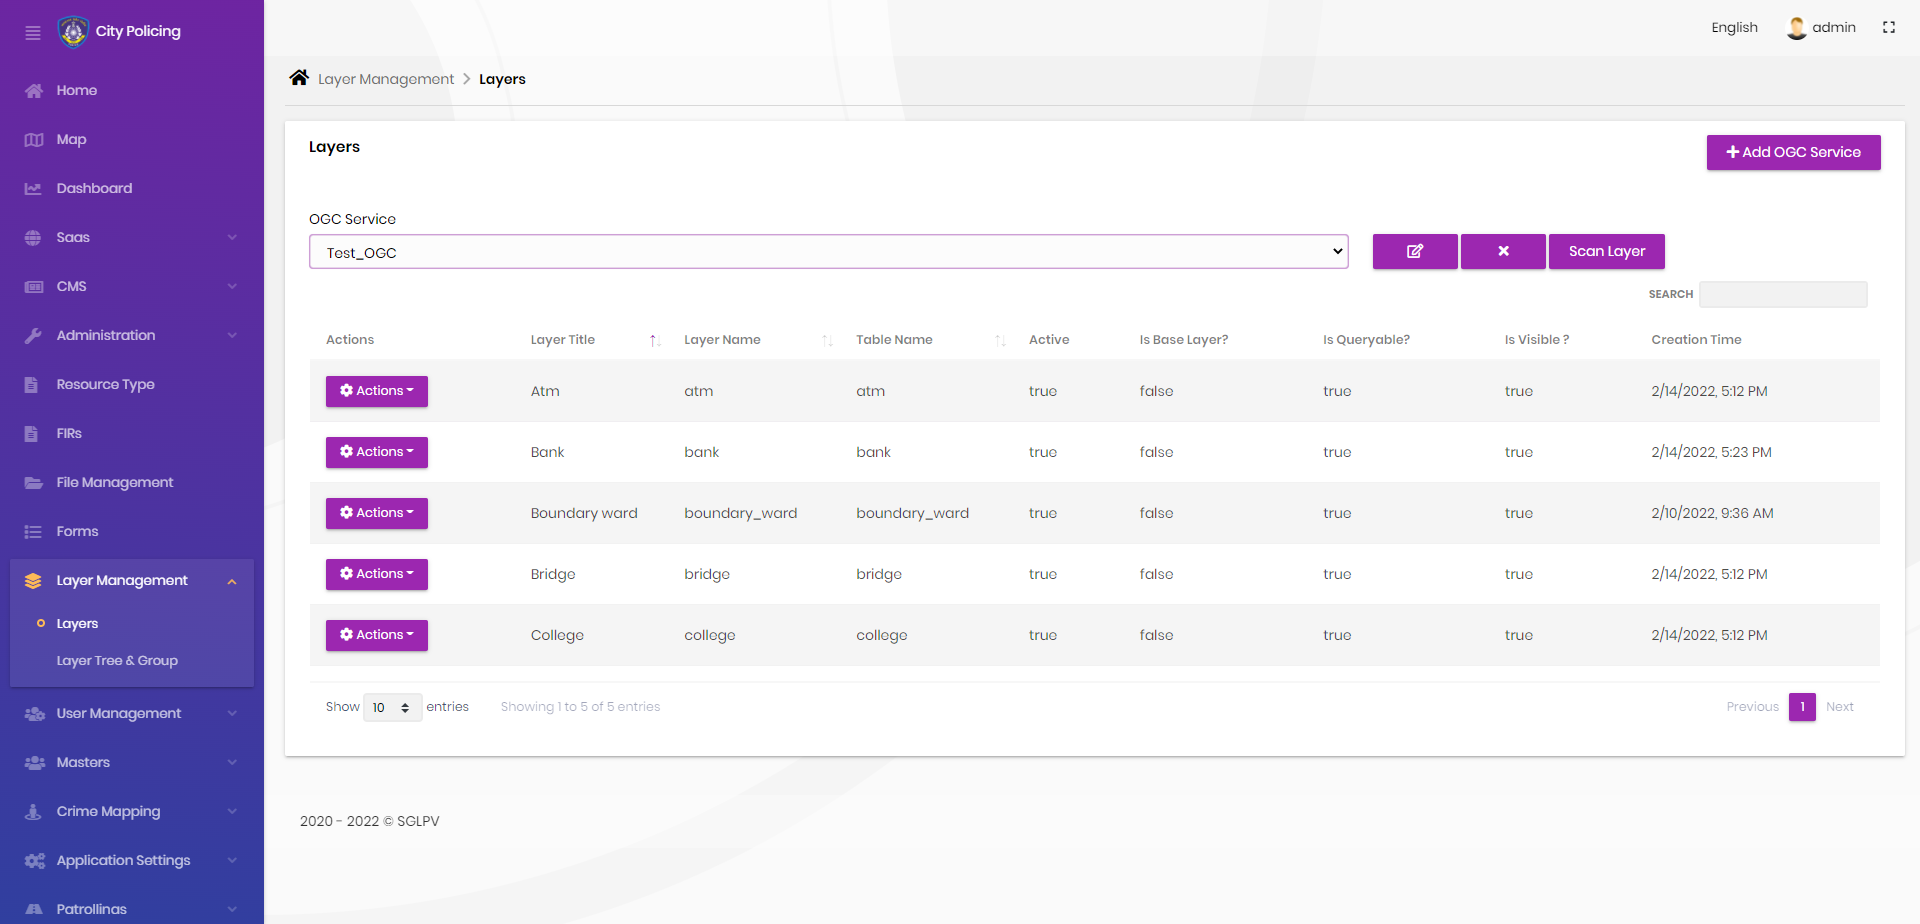 City Policing
Home
Map
Dashboard
Saas
CMS
Administration
Resource Type
FIRs
File Management
Forms
Layer Management
Layers
Layer Tree & Group
User Management
Masters
Crime Mapping
Application Settings
Patrollings
English
admin
Layer Management > Layers
Layers
Add OGC Service
OGC Service
Test_OGC
Scan Layer
SEARCH
Actions Layer Title Layer Name Table Name Active Is Base Layer? Is Queryable? Is Visible ? Creation Time
Actions Atm atm atm true false true true 2/14/2022, 5:12 PM
Actions Bank bank bank true false true true 2/14/2022, 5:23 PM
Actions Boundary ward boundary_ward boundary_ward true false true true 2/10/2022, 9:36 AM
Actions Bridge bridge bridge true false true true 2/14/2022, 5:12 PM
Actions College college college true false true true 2/14/2022, 5:12 PM
Show 10 entries Showing 1 to 5 of 5 entries Previous 1 Next
2020 - 2022 © SGLPV